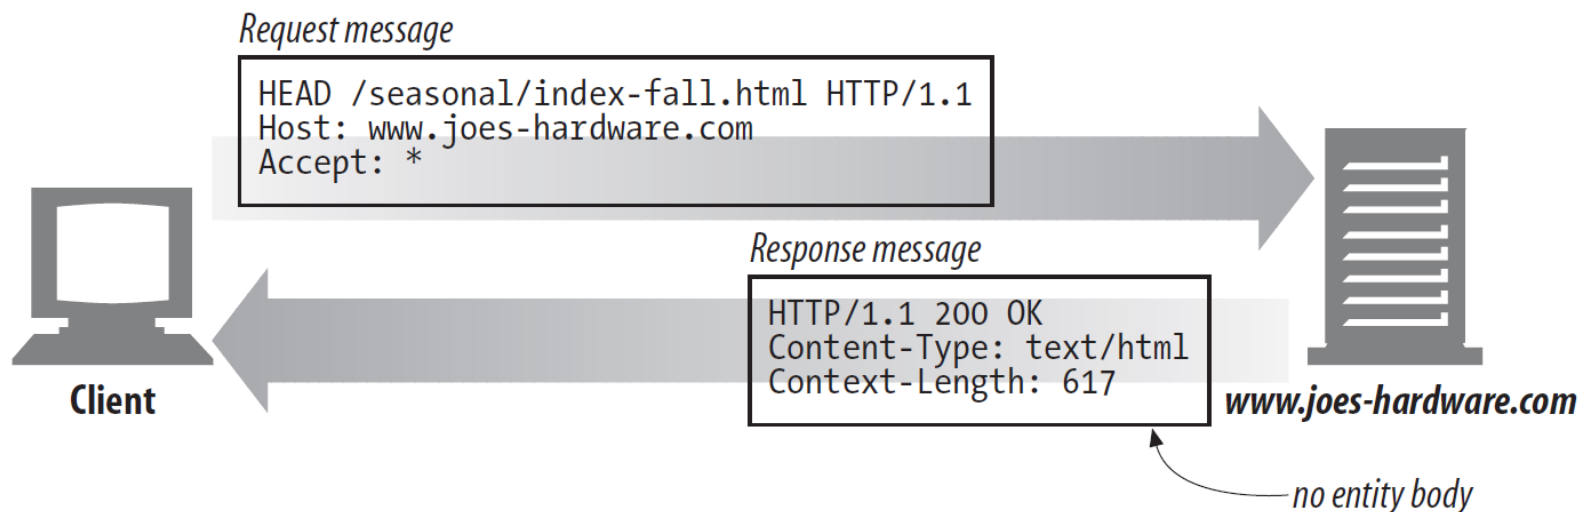 Request message
HEAD /seasonal/index-fall.html HTTP/1.1
Host: www.joes-hardware.com
Accept: *
Response message
HTTP/1.1 200 OK
Content-Type: text/html
Context-Length: 617
Client
www.joes-hardware.com
no entity body